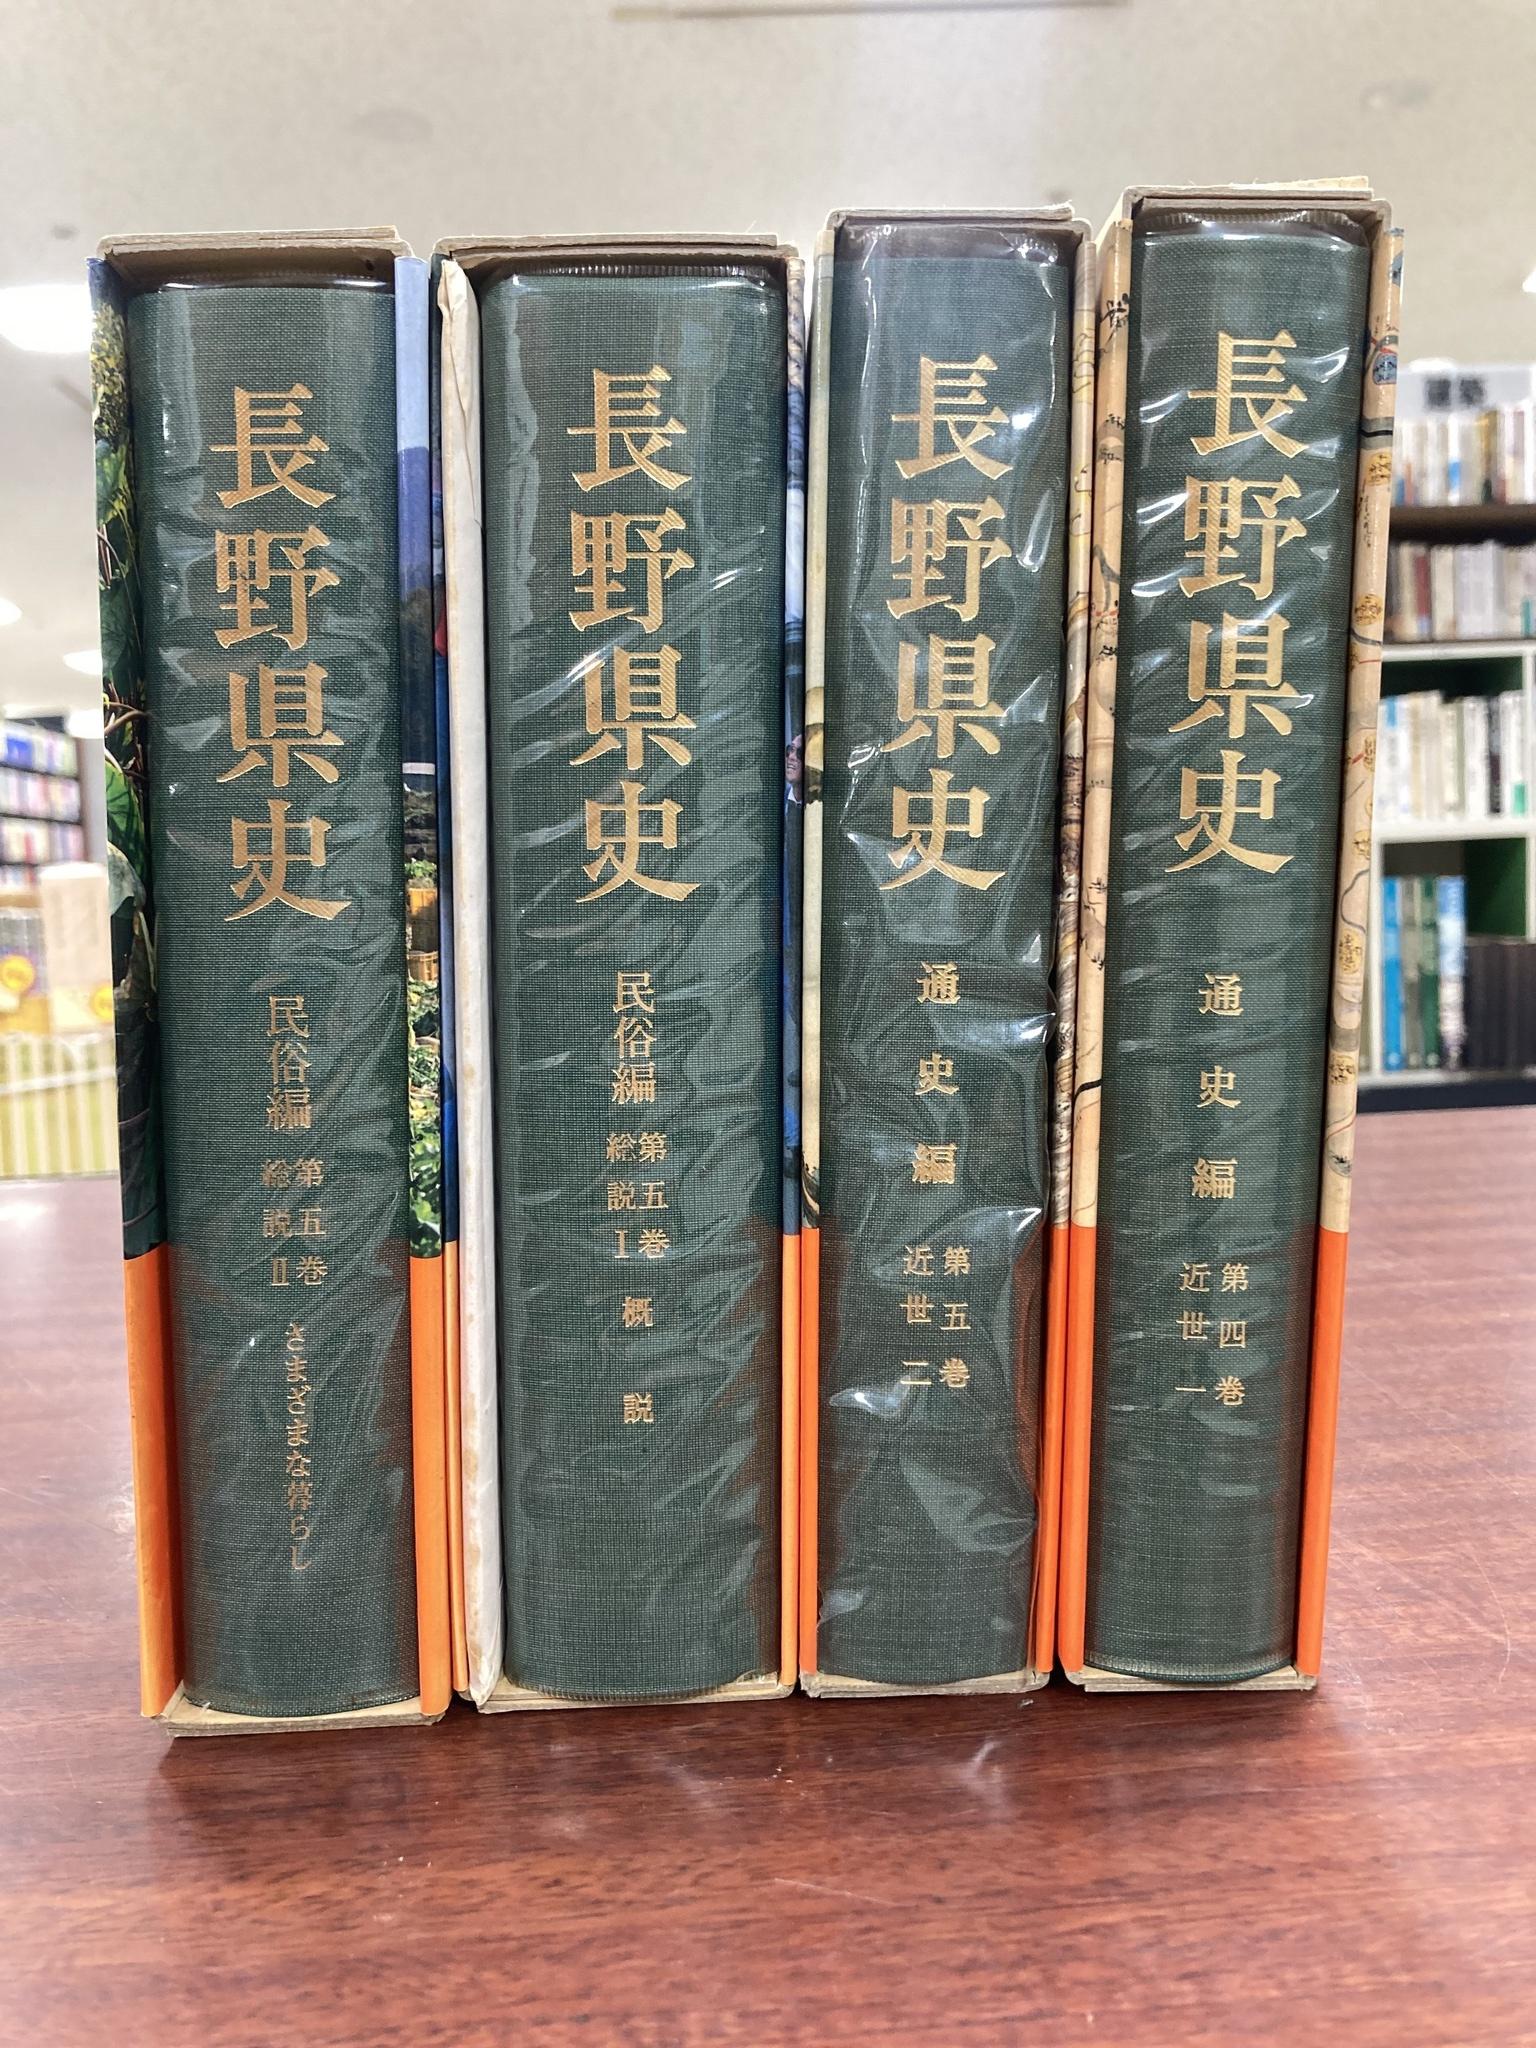 長野県史
通史編
第四巻
近世一
長野県史
通史編
第五巻
近世二
長野県史
民俗編
第五巻
総説Ⅰ
概説
長野県史
民俗編
第五巻
総説Ⅱ
さまざまな暮らし